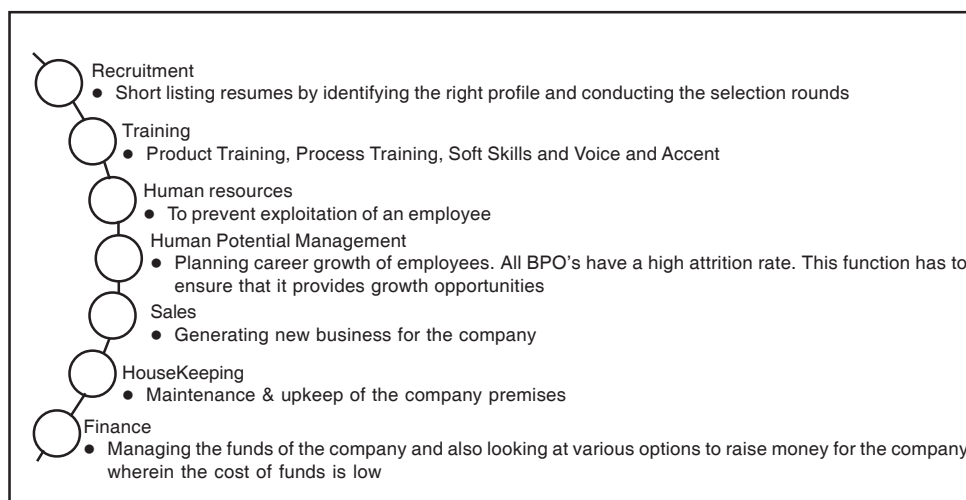 Recruitment
● Short listing resumes by identifying the right profile and conducting the selection rounds
Training
● Product Training, Process Training, Soft Skills and Voice and Accent
Human resources
● To prevent exploitation of an employee
Human Potential Management
● Planning career growth of employees. All BPO's have a high attrition rate. This function has to
ensure that it provides growth opportunities
Sales
● Generating new business for the company
HouseKeeping
● Maintenance & upkeep of the company premises
Finance
● Managing the funds of the company and also looking at various options to raise money for the company
wherein the cost of funds is low